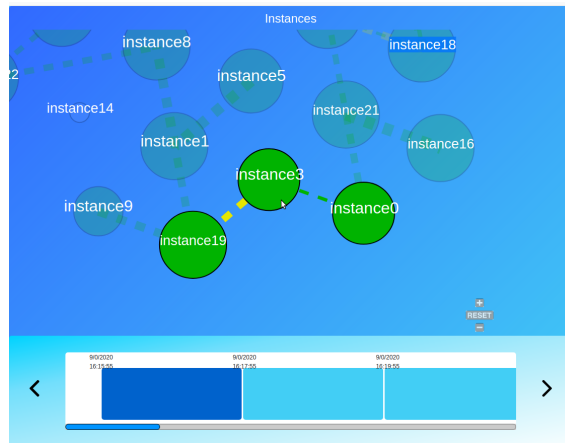 Instances
instance8
instance18
22
instance5
instance14
instance21
instance1
instance16
instance3
instance9
instance0
instance19
+
RESET
−
9/0/2020
16:15:55
9/0/2020
16:17:55
9/0/2020
16:19:55